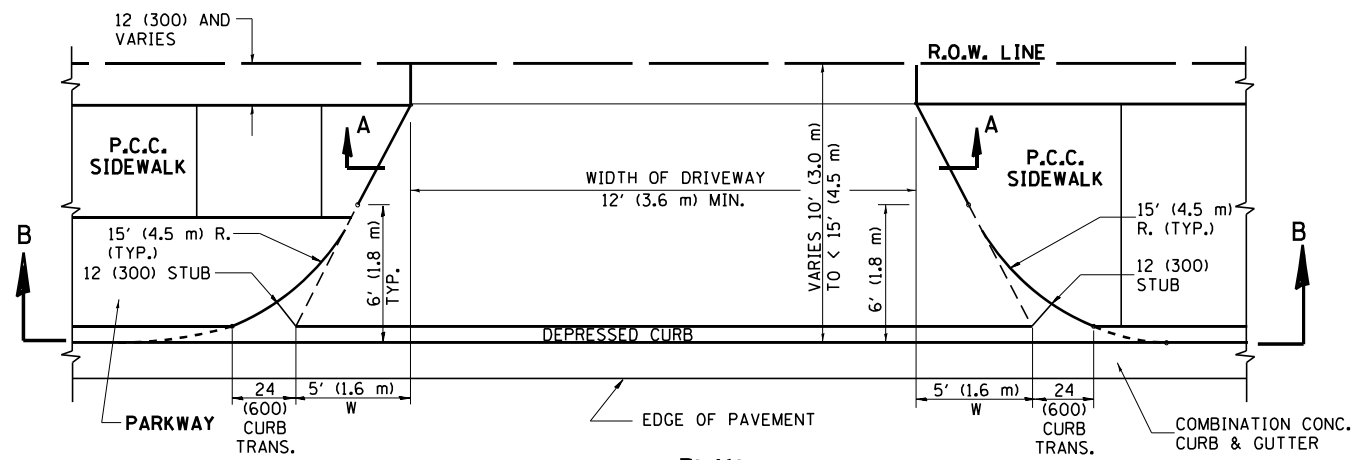 12 (300) AND
VARIES
R.O.W. LINE
A
A
P.C.C.
SIDEWALK
P.C.C.
SIDEWALK
WIDTH OF DRIVEWAY
12' (3.6 m) MIN.
VARIES 10' (3.0 m)
TO < 15' (4.5 m)
15' (4.5 m) R.
(TYP.)
12 (300) STUB
6' (1.8 m)
TYP.
6' (1.8 m)
15' (4.5 m)
R. (TYP.)
12 (300)
STUB
B
B
DEPRESSED CURB
24
(600)
CURB
TRANS.
5' (1.6 m)
W
5' (1.6 m)
W
24
(600)
CURB
TRANS.
PARKWAY
EDGE OF PAVEMENT
COMBINATION CONC.
CURB & GUTTER